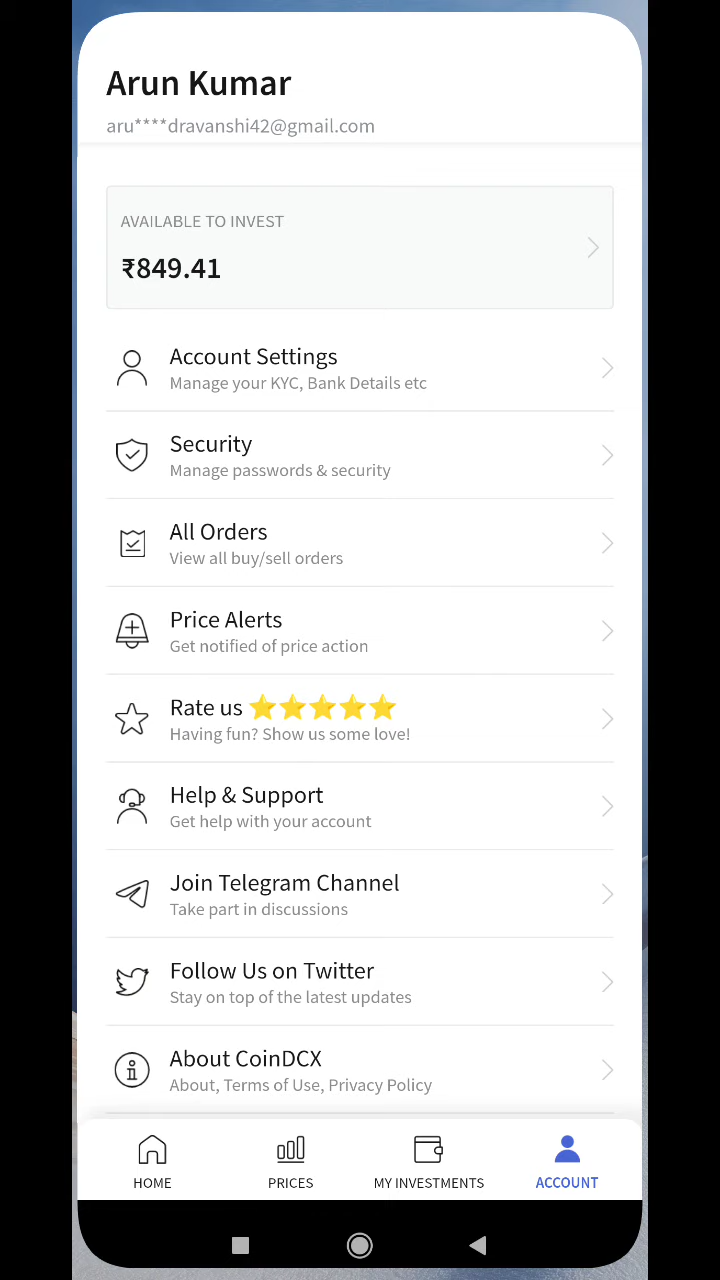 Arun Kumar
aru****dravanshi42@gmail.com
AVAILABLE TO INVEST
₹849.41
Account Settings
Manage your KYC, Bank Details etc
Security
Manage passwords & security
All Orders
View all buy/sell orders
Price Alerts
Get notified of price action
Rate us ⭐⭐⭐⭐⭐
Having fun? Show us some love!
Help & Support
Get help with your account
Join Telegram Channel
Take part in discussions
Follow Us on Twitter
Stay on top of the latest updates
About CoinDCX
About, Terms of Use, Privacy Policy
HOME PRICES MY INVESTMENTS ACCOUNT